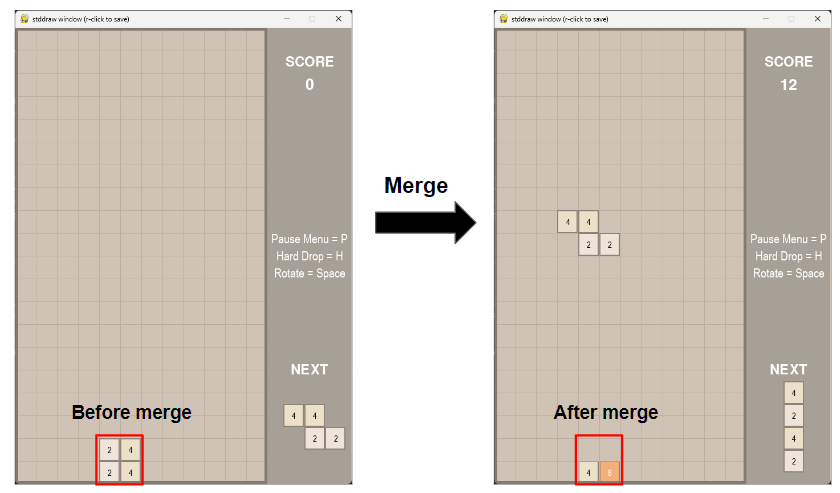 stddraw window (r-click to save)
SCORE
0
Pause Menu = P
Hard Drop = H
Rotate = Space
NEXT
4 4
2 2
Before merge
2 4
2 4
Merge
stddraw window (r-click to save)
SCORE
12
4 4
2 2
Pause Menu = P
Hard Drop = H
Rotate = Space
NEXT
4
2
4
2
After merge
4 8